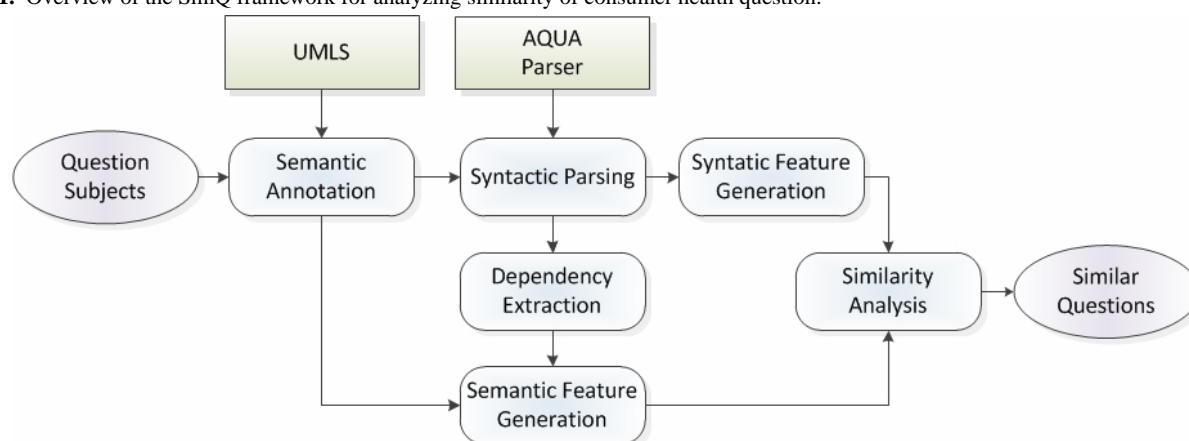 Overview of the SimQ framework for analyzing similarity of consumer health question.
UMLS
AQUA
Parser
Question
Subjects
Semantic
Annotation
Syntactic Parsing
Syntatic Feature
Generation
Dependency
Extraction
Similarity
Analysis
Similar
Questions
Semantic Feature
Generation